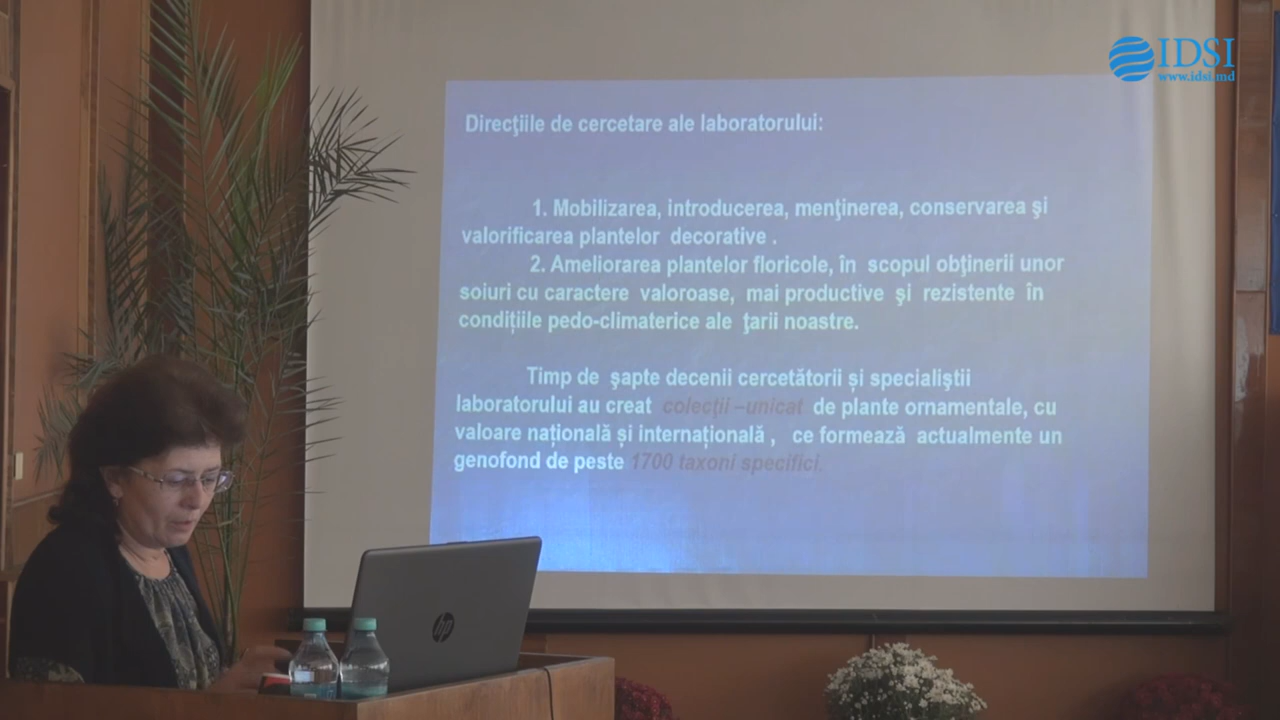 IDSI
www.idsi.md
Direcţiile de cercetare ale laboratorului:
1. Mobilizarea, introducerea, menţinerea, conservarea şi
valorificarea plantelor decorative .
2. Ameliorarea plantelor floricole, în scopul obţinerii unor
soiuri cu caractere valoroase, mai productive şi rezistente în
condițiile pedo-climaterice ale ţarii noastre.
Timp de şapte decenii cercetătorii și specialiştii
laboratorului au creat colecţii –unicat de plante ornamentale, cu
valoare națională și internațională , ce formează actualmente un
genofond de peste 1700 taxoni specifici.
hp